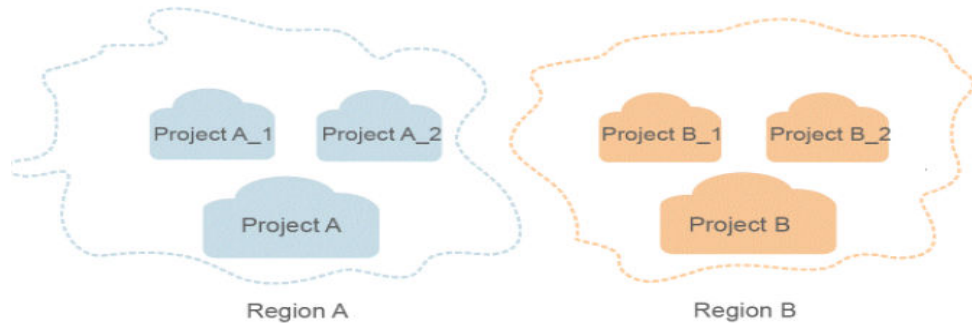 Project A_1
Project A_2
Project A
Region A
Project B_1
Project B_2
Project B
Region B